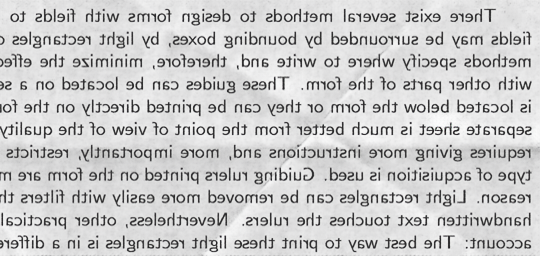 There exist several methods to design forms with fields to
fields may be surrounded by bounding boxes, by light rectangles o
methods specify where to write and, therefore, minimize the effe
with other parts of the form. These guides can be located on a se
is located below the form or they can be printed directly on the fo
separate sheet is much better from the point of view of the quality
requires giving more instructions and, more importantly, restricts
type of acquisition is used. Guiding rulers printed on the form are m
reason. Light rectangles can be removed more easily with filters th
handwritten text touches the rulers. Nevertheless, other practical
account: The best way to print these light rectangles is in a differe